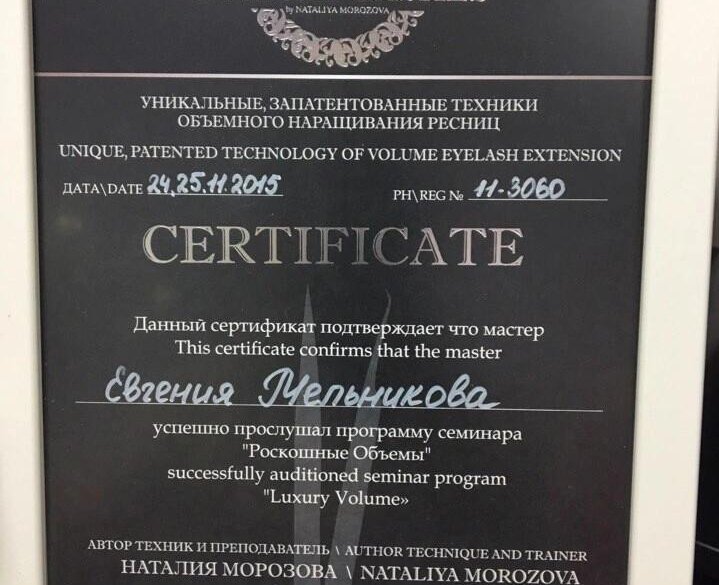 by NATALIYA MOROZOVA
УНИКАЛЬНЫЕ, ЗАПАТЕНТОВАННЫЕ ТЕХНИКИ
ОБЪЕМНОГО НАРАЩИВАНИЯ РЕСНИЦ
UNIQUE, PATENTED TECHNOLOGY OF VOLUME EYELASH EXTENSION
ДАТА\DATE 24,25.11.2015
РН\REG № 11-3060
CERTIFICATE
Данный сертификат подтверждает что мастер
This certificate confirms that the master
Евгения Мельникова
успешно прослушал программу семинара
"Роскошные Объемы"
successfully auditioned seminar program
"Luxury Volume»
АВТОР ТЕХНИК И ПРЕПОДАВАТЕЛЬ \ AUTHOR TECHNIQUE AND TRAINER
НАТАЛИЯ МОРОЗОВА \ NATALIYA MOROZOVA